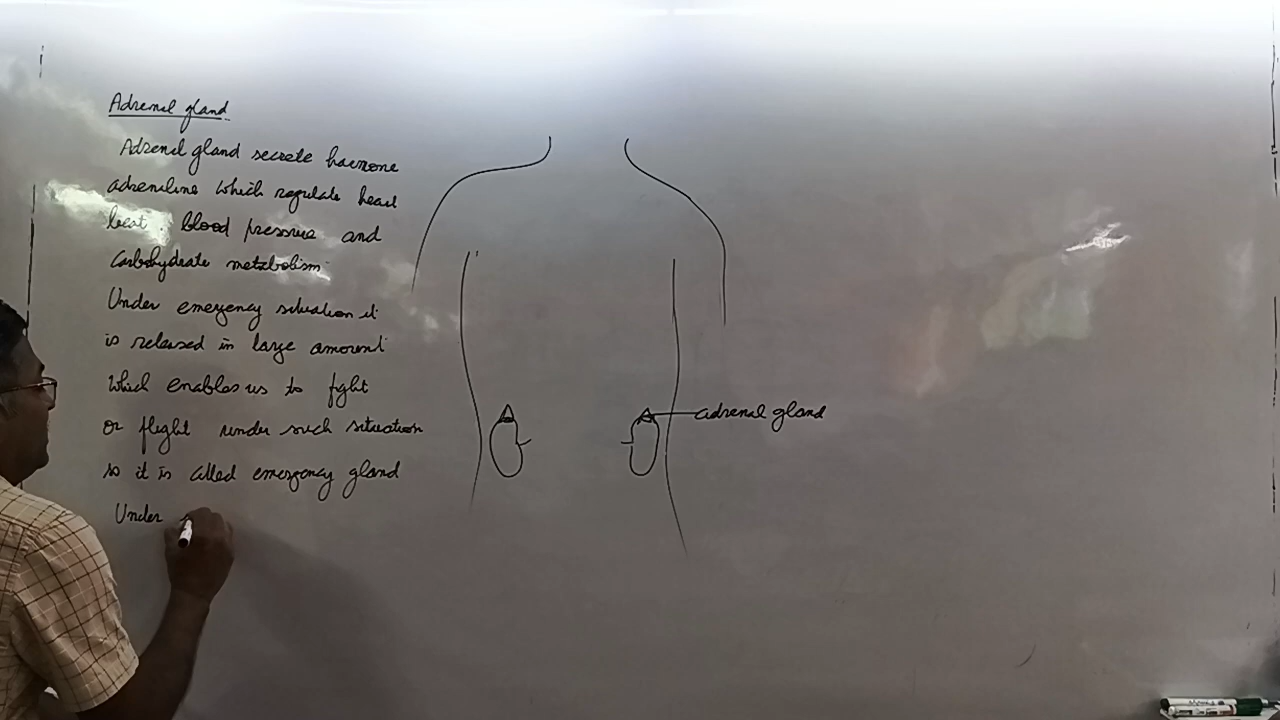 Adrenal gland
Adrenal gland secrete harmone
adreniline which regulate heart
beat blood pressure and
Carbohydrate metabolism
Under emergency situation it
is released in large amount
Which enables us to fight
or flight under such situation
so it is called emergency gland
Under
adrenal gland